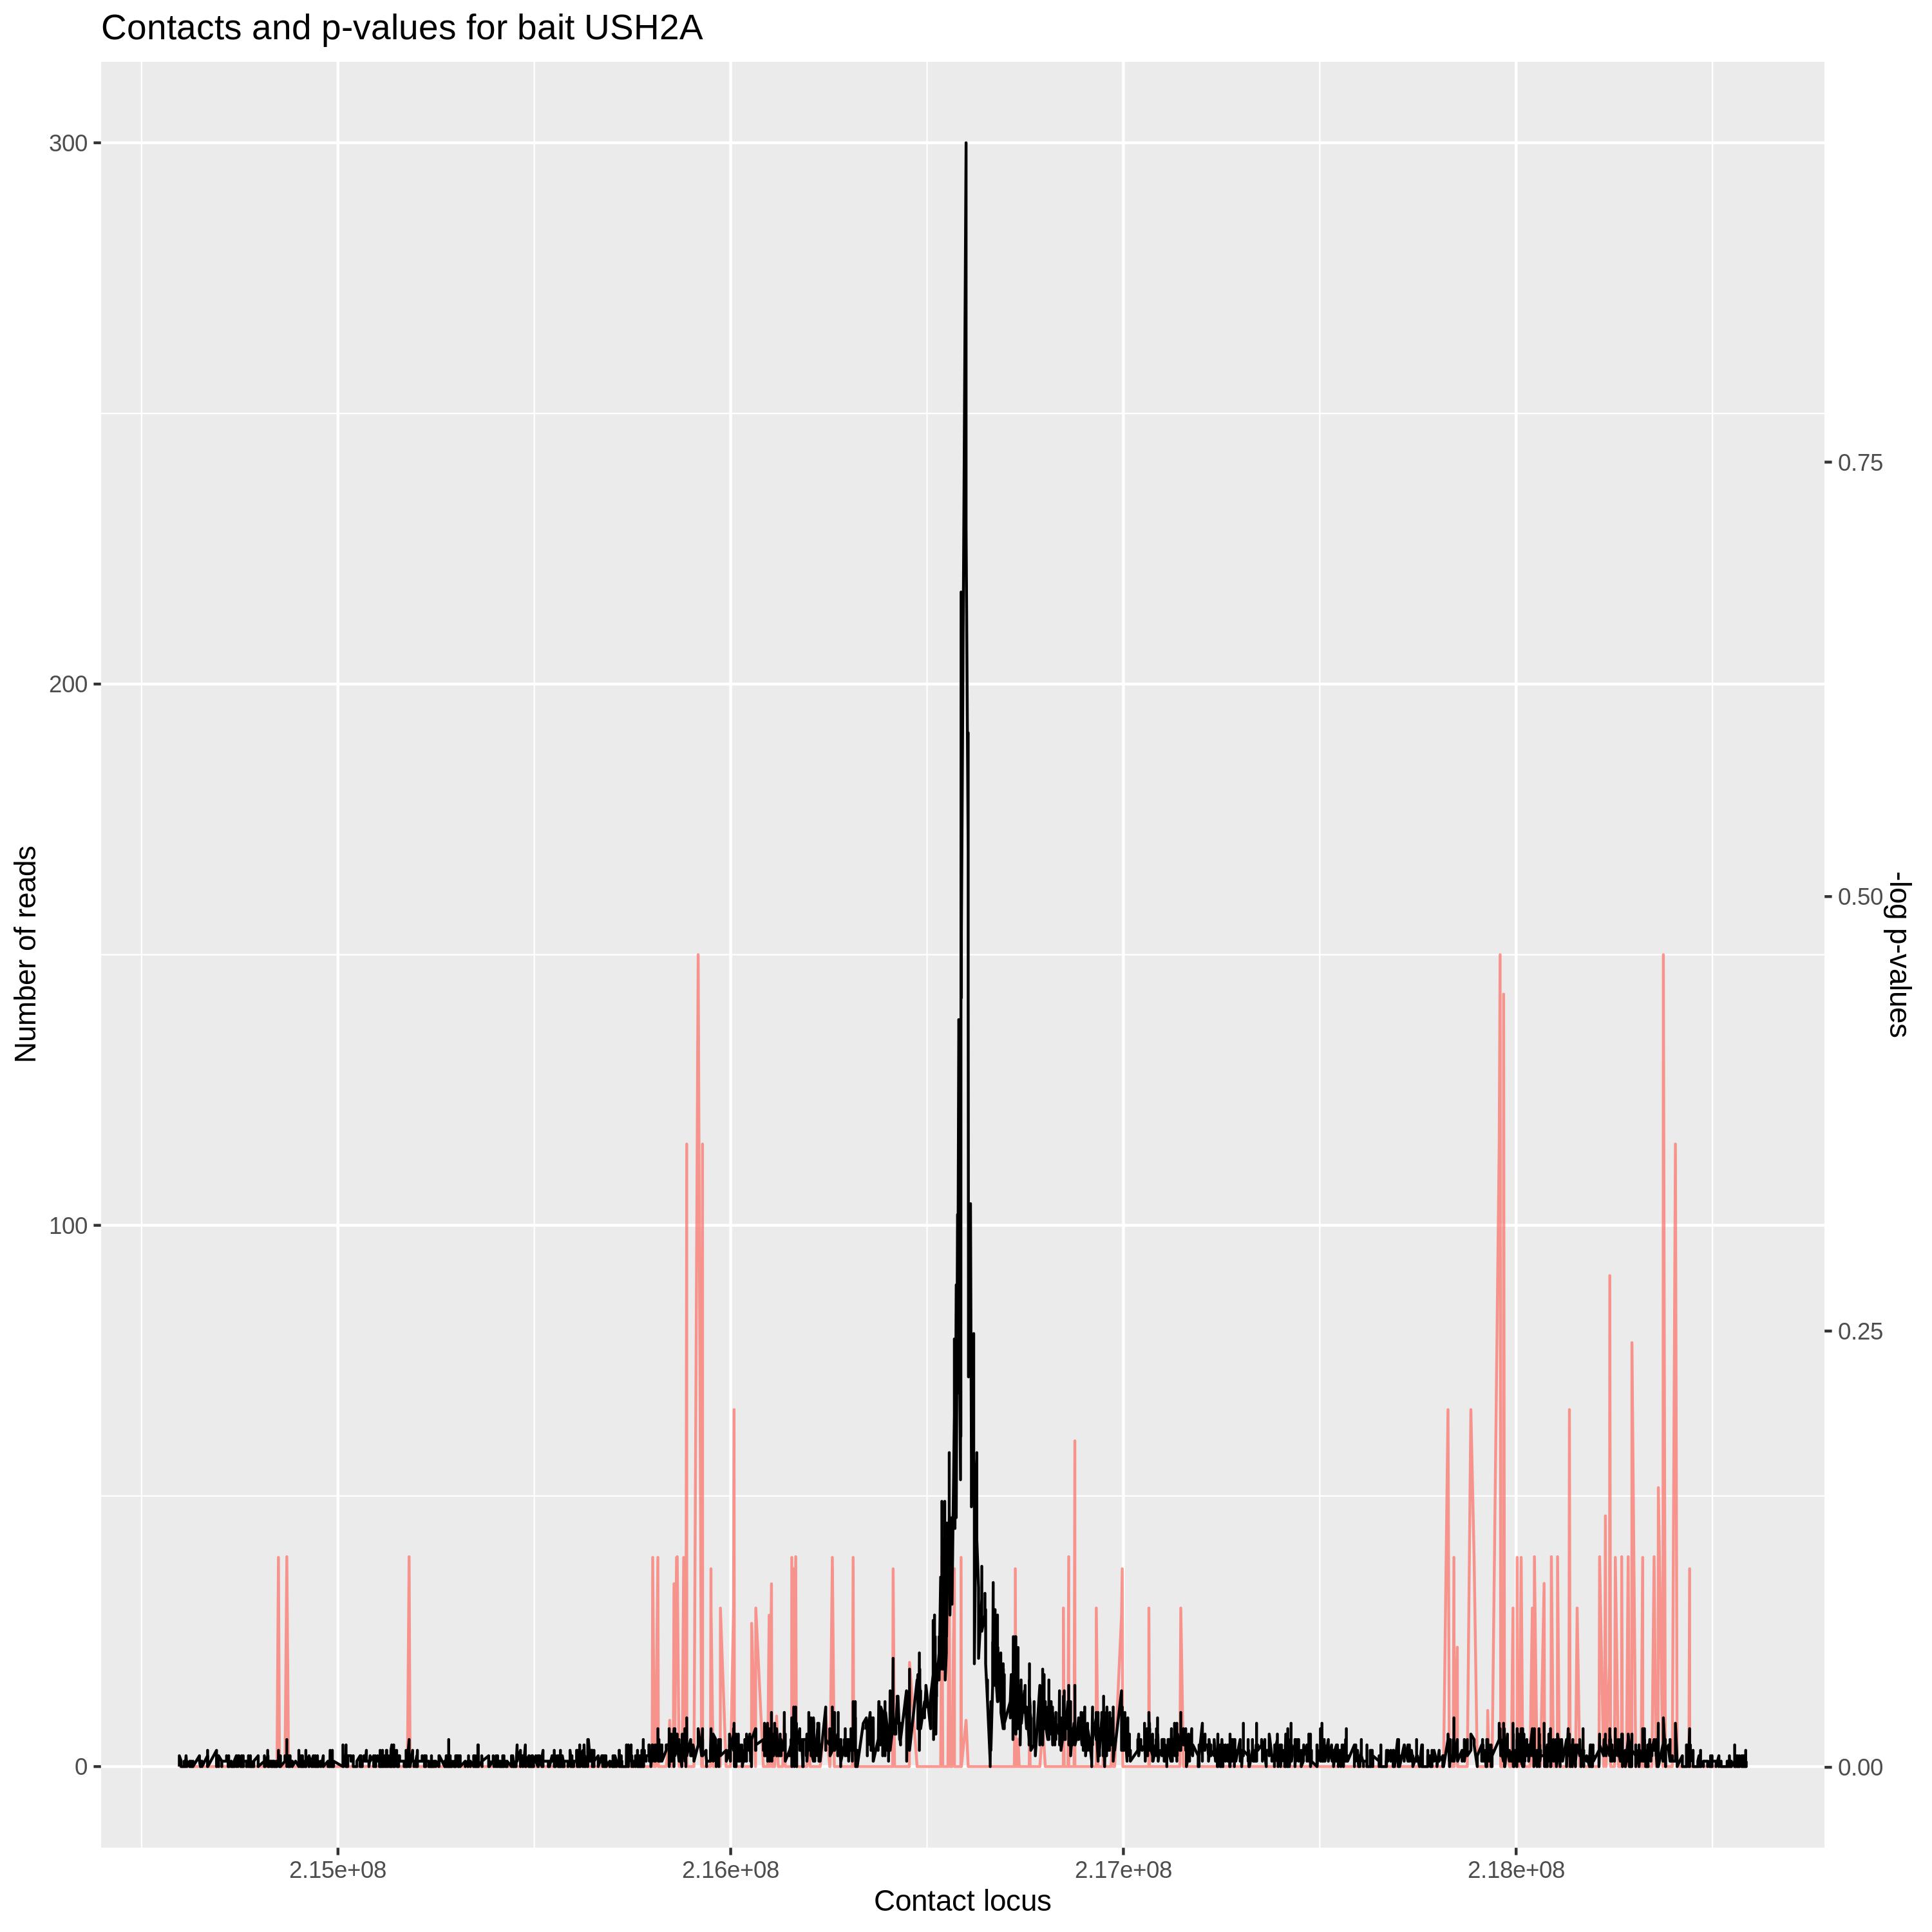 Contacts and p-values for bait USH2A
300
200
100
0
Number of reads
0.75
0.50
0.25
0.00
-log p-values
2.15e+08
2.16e+08
2.17e+08
2.18e+08
Contact locus